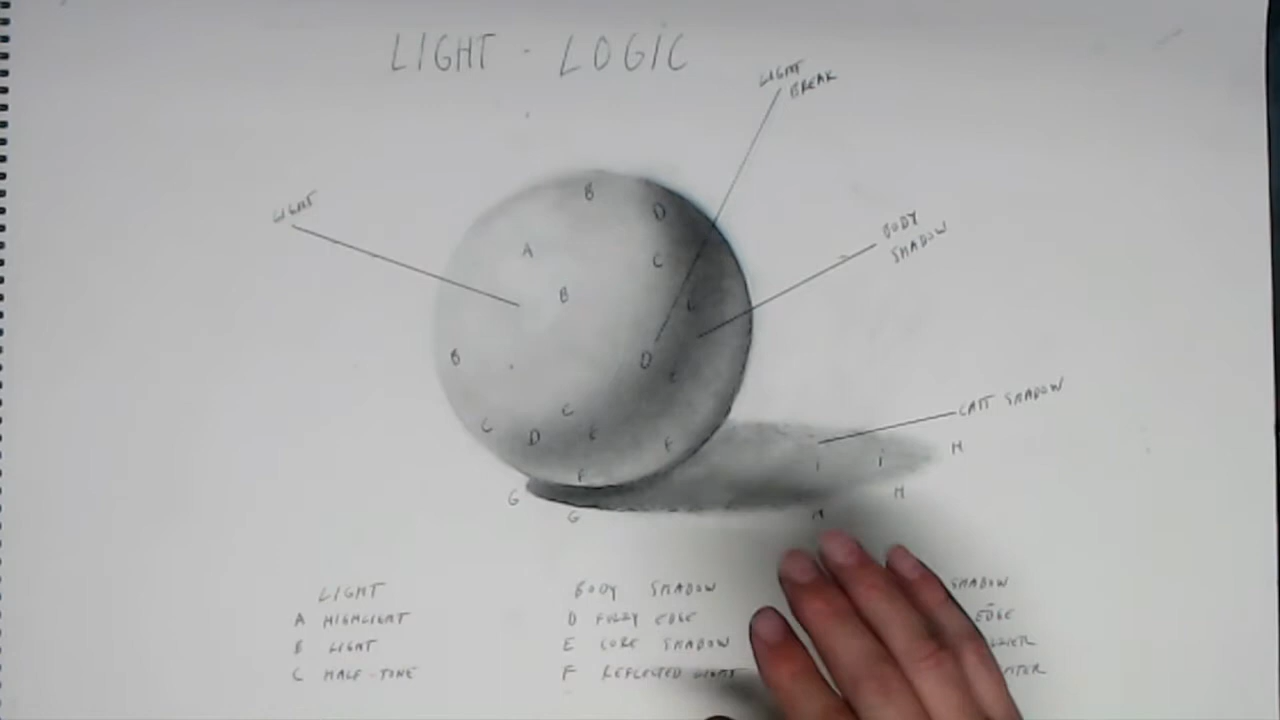 LIGHT - LOGIC
LIGHT
BREAK
LIGHT
BODY
SHADOW
B
D
A
C
B
B
D
C
C
D
E
F
F
CAST SHADOW
H
I
I
H
G
G
H
LIGHT
A HIGHLIGHT
B LIGHT
C HALF-TONE
BODY SHADOW
D FUZZY EDGE
E CORE SHADOW
F REFLECTED LIGHT
SHADOW
EDGE